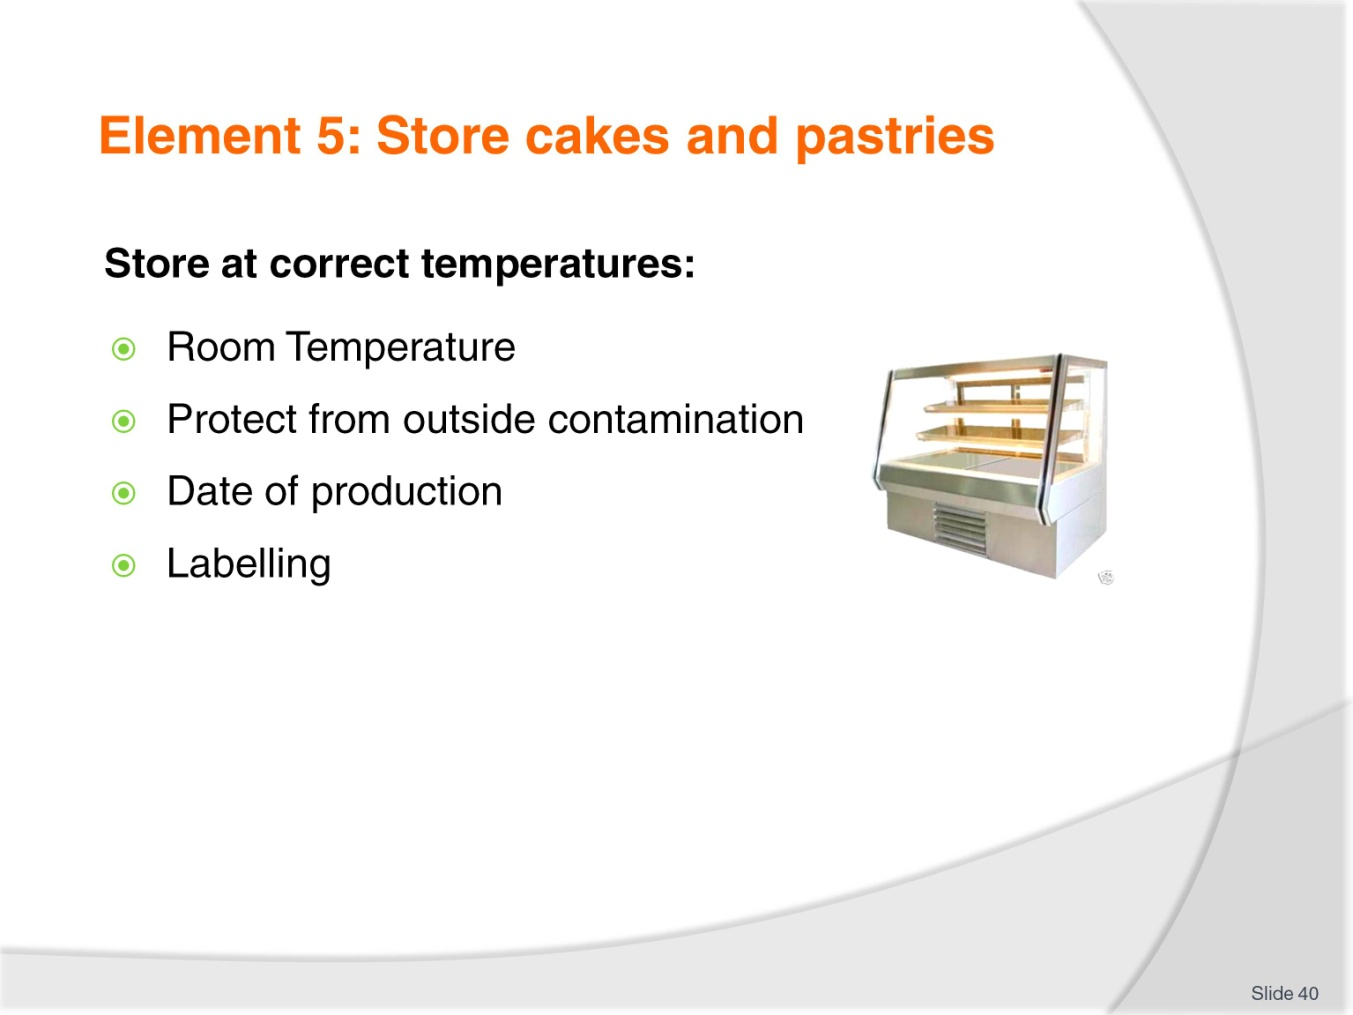 Element 5: Store cakes and pastries
Store at correct temperatures:
Room Temperature
Protect from outside contamination
Date of production
Labelling
Slide 40